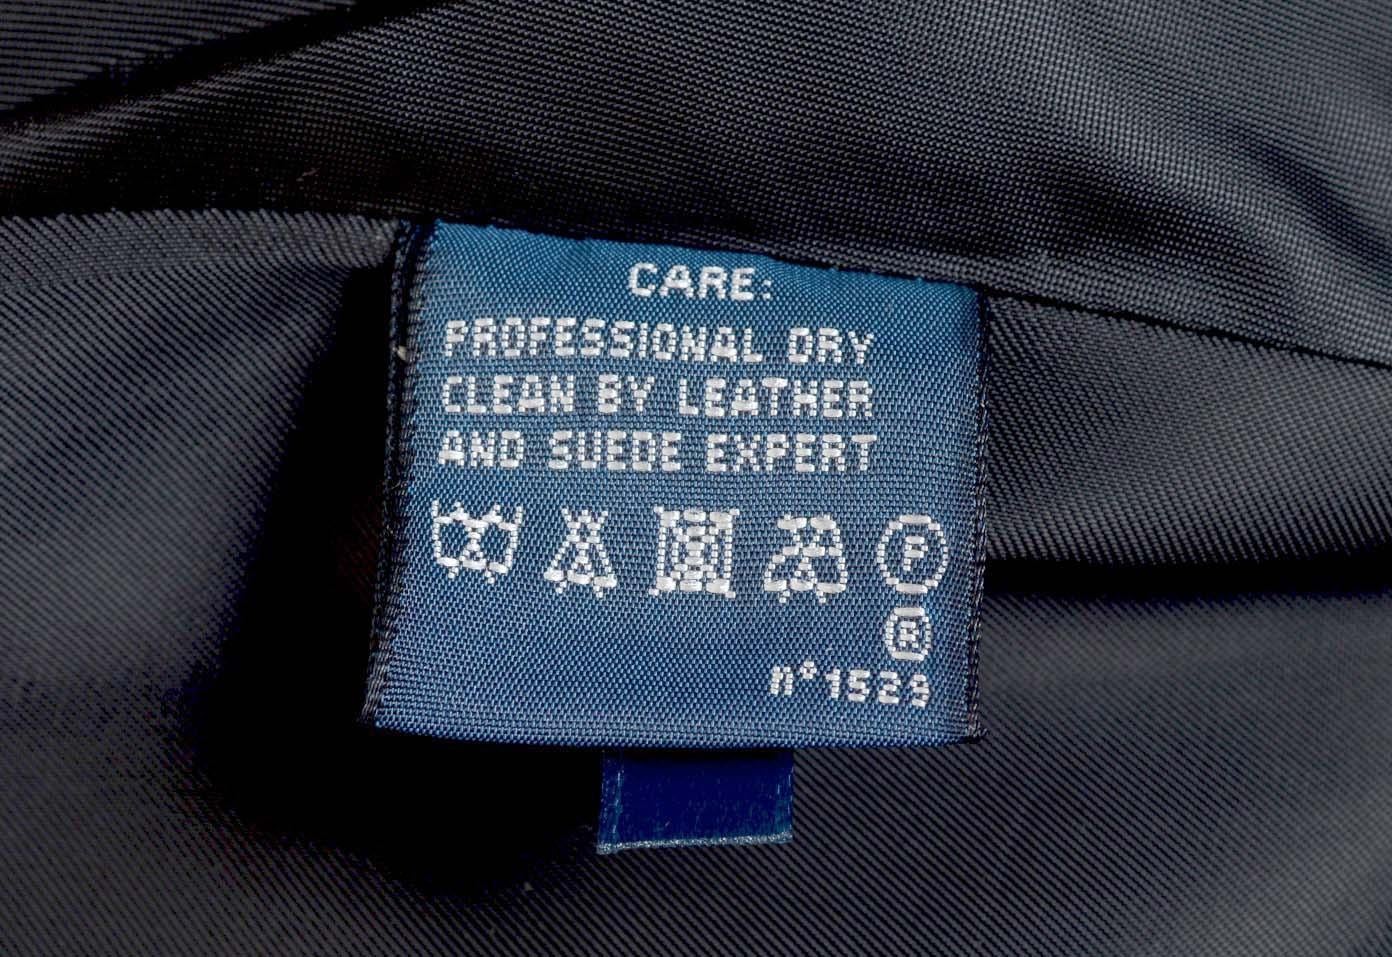 CARE:
PROFESSIONAL DRY
CLEAN BY LEATHER
AND SUEDE EXPERT
F
®
n°1529